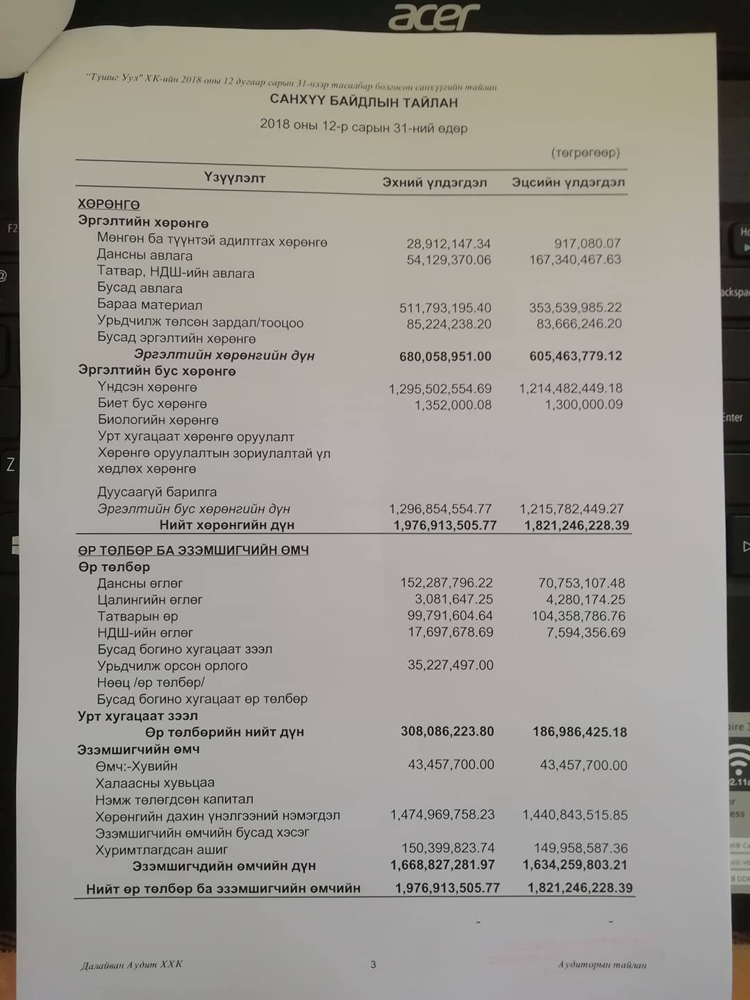 acer
"Түшиг Уул" ХК-ийн 2018 оны 12 дугаар сарын 31-нээр тасалбар болгосон санхүүгийн тайлан
САНХҮҮ БАЙДЛЫН ТАЙЛАН
2018 оны 12-р сарын 31-ний өдөр
(төгрөгөөр)
Үзүүлэлт Эхний үлдэгдэл Эцсийн үлдэгдэл
ХӨРӨНГӨ
Эргэлтийн хөрөнгө
Мөнгөн ба түүнтэй адилтгах хөрөнгө 28,912,147.34 917,080.07
Дансны авлага 54,129,370.06 167,340,467.63
Татвар, НДШ-ийн авлага
Бусад авлага
Бараа материал 511,793,195.40 353,539,985.22
Урьдчилж төлсөн зардал/тооцоо 85,224,238.20 83,666,246.20
Бусад эргэлтийн хөрөнгө
Эргэлтийн хөрөнгийн дүн 680,058,951.00 605,463,779.12
Эргэлтийн бус хөрөнгө
Үндсэн хөрөнгө 1,295,502,554.69 1,214,482,449.18
Биет бус хөрөнгө 1,352,000.08 1,300,000.09
Биологийн хөрөнгө
Урт хугацаат хөрөнгө оруулалт
Хөрөнгө оруулалтын зориулалтай үл
хөдлөх хөрөнгө
Дуусаагүй барилга
Эргэлтийн бус хөрөнгийн дүн 1,296,854,554.77 1,215,782,449.27
Нийт хөрөнгийн дүн 1,976,913,505.77 1,821,246,228.39
ӨР ТӨЛБӨР БА ЭЗЭМШИГЧИЙН ӨМЧ
Өр төлбөр
Дансны өглөг 152,287,796.22 70,753,107.48
Цалингийн өглөг 3,081,647.25 4,280,174.25
Татварын өр 99,791,604.64 104,358,786.76
НДШ-ийн өглөг 17,697,678.69 7,594,356.69
Бусад богино хугацаат зээл
Урьдчилж орсон орлого 35,227,497.00
Нөөц /өр төлбөр/
Бусад богино хугацаат өр төлбөр
Урт хугацаат зээл
Өр төлбөрийн нийт дүн 308,086,223.80 186,986,425.18
Эзэмшигчийн өмч
Өмч:-Хувийн 43,457,700.00 43,457,700.00
Халаасны хувьцаа
Нэмж төлөгдсөн капитал
Хөрөнгийн дахин үнэлгээний нэмэгдэл 1,474,969,758.23 1,440,843,515.85
Эзэмшигчийн өмчийн бусад хэсэг
Хуримтлагдсан ашиг 150,399,823.74 149,958,587.36
Эзэмшигчдийн өмчийн дүн 1,668,827,281.97 1,634,259,803.21
Нийт өр төлбөр ба эзэмшигчийн өмчийн 1,976,913,505.77 1,821,246,228.39
- -
Далайван Аудит ХХК 3 Аудиторын тайлан
F2
@
Z
Enter